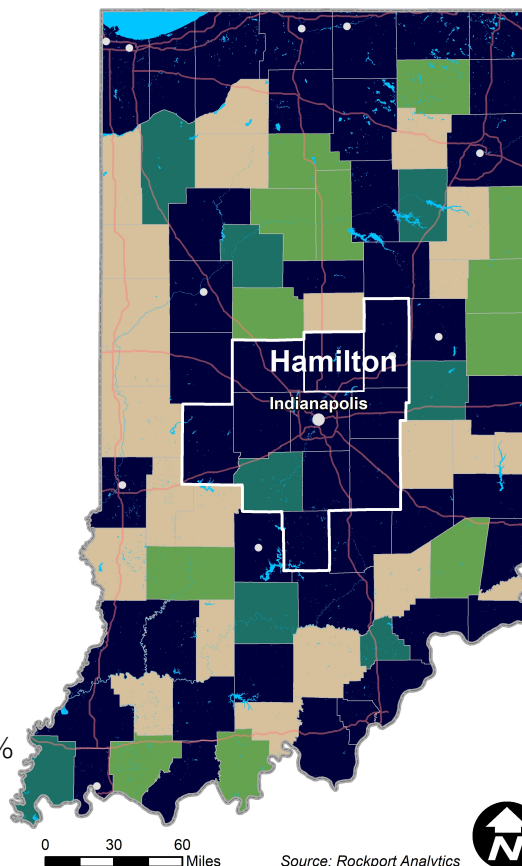 Hamilton
Indianapolis
%
0 30 60
Miles
Source: Rockport Analytics
N